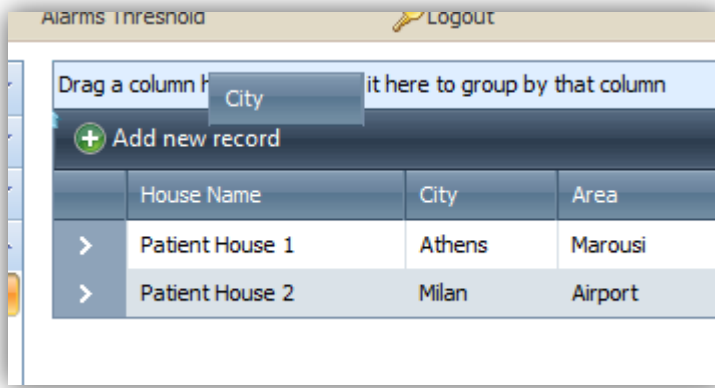 Alarms Threshold Logout
Drag a column h it here to group by that column
City
Add new record
House Name City Area
Patient House 1 Athens Marousi
Patient House 2 Milan Airport